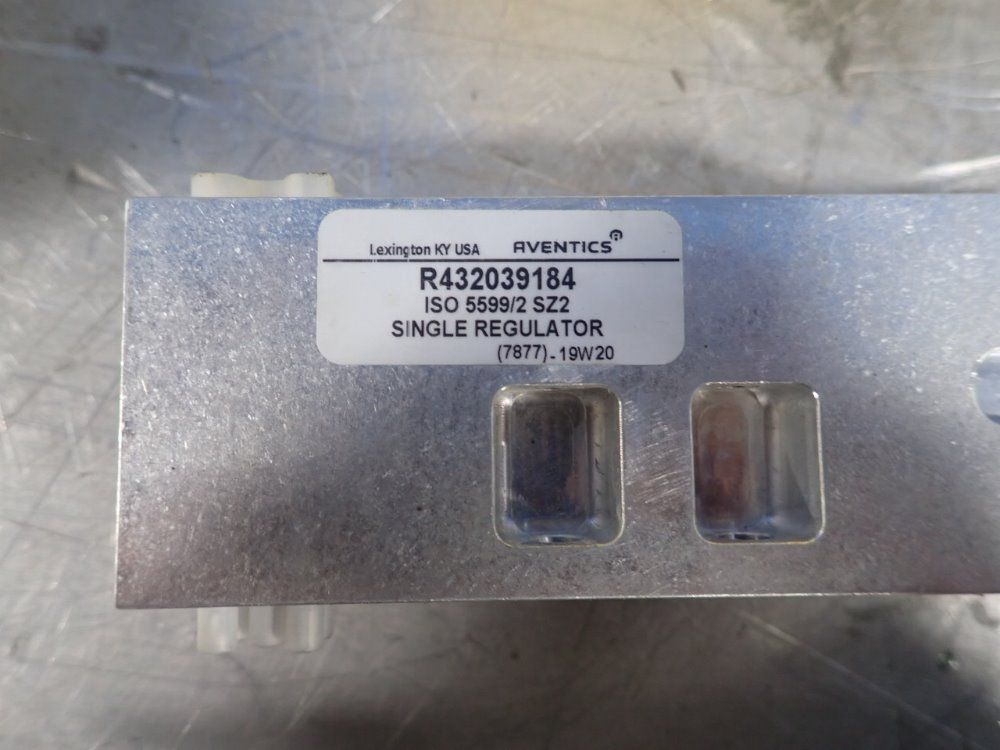 Lexington KY USA AVENTICS®
R432039184
ISO 5599/2 SZ2
SINGLE REGULATOR
(7877)-19W20